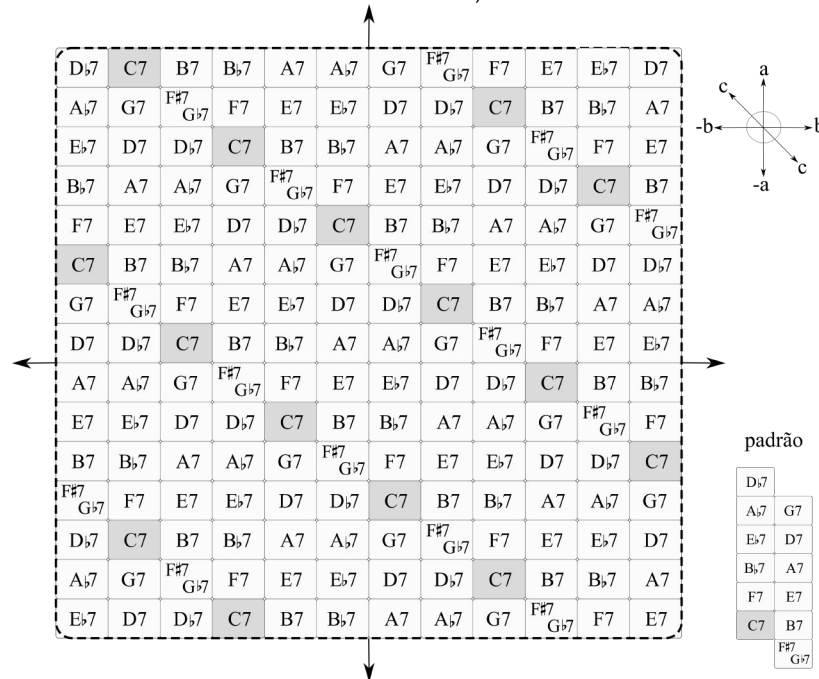 D♭7 C7 B7 B♭7 A7 A♭7 G7 F♯7 G♭7 F7 E7 E♭7 D7
A♭7 G7 F♯7 G♭7 F7 E7 E♭7 D7 D♭7 C7 B7 B♭7 A7
E♭7 D7 D♭7 C7 B7 B♭7 A7 A♭7 G7 F♯7 G♭7 F7 E7
B♭7 A7 A♭7 G7 F♯7 G♭7 F7 E7 E♭7 D7 D♭7 C7 B7
F7 E7 E♭7 D7 D♭7 C7 B7 B♭7 A7 A♭7 G7 F♯7 G♭7
C7 B7 B♭7 A7 A♭7 G7 F♯7 G♭7 F7 E7 E♭7 D7 D♭7
G7 F♯7 G♭7 F7 E7 E♭7 D7 D♭7 C7 B7 B♭7 A7 A♭7
D7 D♭7 C7 B7 B♭7 A7 A♭7 G7 F♯7 G♭7 F7 E7 E♭7
A7 A♭7 G7 F♯7 G♭7 F7 E7 E♭7 D7 D♭7 C7 B7 B♭7
E7 E♭7 D7 D♭7 C7 B7 B♭7 A7 A♭7 G7 F♯7 G♭7 F7
B7 B♭7 A7 A♭7 G7 F♯7 G♭7 F7 E7 E♭7 D7 D♭7 C7
F♯7 G♭7 F7 E7 E♭7 D7 D♭7 C7 B7 B♭7 A7 A♭7 G7
D♭7 C7 B7 B♭7 A7 A♭7 G7 F♯7 G♭7 F7 E7 E♭7 D7
A♭7 G7 F♯7 G♭7 F7 E7 E♭7 D7 D♭7 C7 B7 B♭7 A7
E♭7 D7 D♭7 C7 B7 B♭7 A7 A♭7 G7 F♯7 G♭7 F7 E7
a
c
-b b
c
-a
padrão
D♭7
A♭7 G7
E♭7 D7
B♭7 A7
F7 E7
C7 B7
F♯7 G♭7